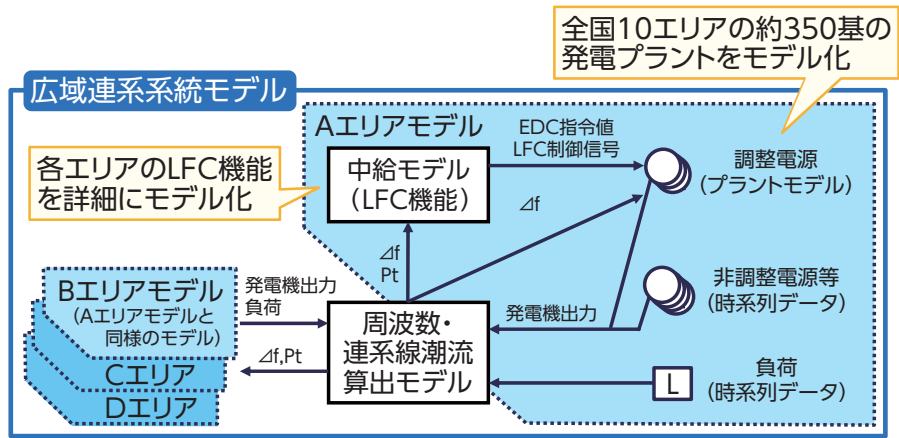 全国10エリアの約350基の
発電プラントをモデル化
広域連系系統モデル
Aエリアモデル
EDC指令値
LFC制御信号
各エリアのLFC機能
を詳細にモデル化
中給モデル
（LFC機能）
調整電源
（プラントモデル）
⊿f
⊿f
Pt
Bエリアモデル
（Aエリアモデルと
同様のモデル）
Cエリア
Dエリア
発電機出力
負荷
⊿f,Pt
周波数・
連系線潮流
算出モデル
発電機出力
非調整電源等
（時系列データ）
L
負荷
（時系列データ）